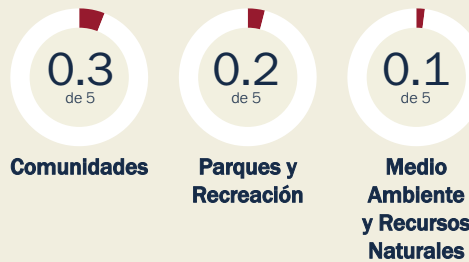 0.3
de 5
Comunidades
0.2
de 5
Parques y
Recreación
0.1
de 5
Medio
Ambiente
y Recursos
Naturales